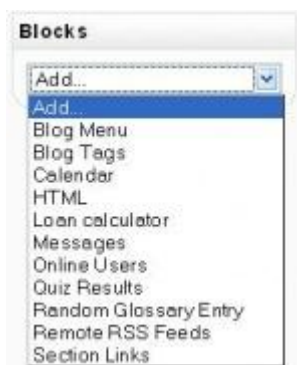 Blocks
Add...
Add...
Blog Menu
Blog Tags
Calendar
HTML
Loan calculator
Messages
Online Users
Quiz Results
Random Glossary Entry
Remote RSS Feeds
Section Links